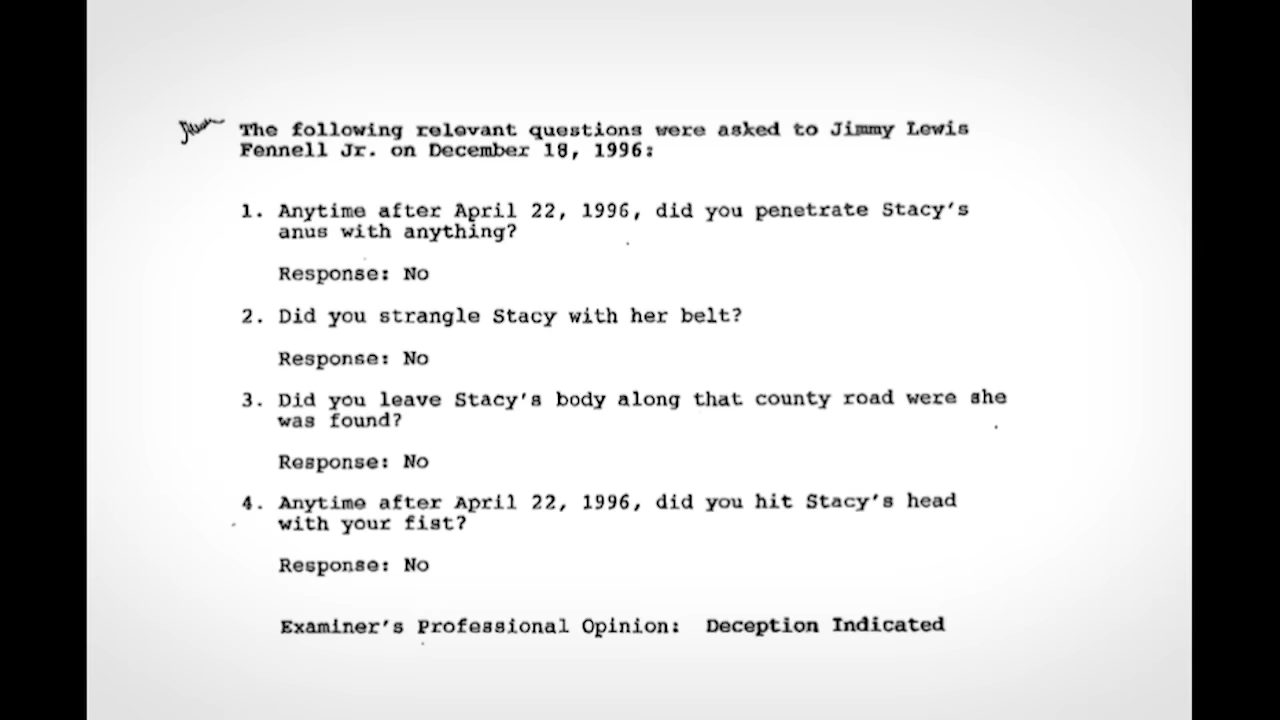 The following relevant questions were asked to Jimmy Lewis
Fennell Jr. on December 18, 1996:
1. Anytime after April 22, 1996, did you penetrate Stacy's
anus with anything?
Response: No
2. Did you strangle Stacy with her belt?
Response: No
3. Did you leave Stacy's body along that county road were she
was found?
Response: No
4. Anytime after April 22, 1996, did you hit Stacy's head
with your fist?
Response: No
Examiner's Professional Opinion: Deception Indicated